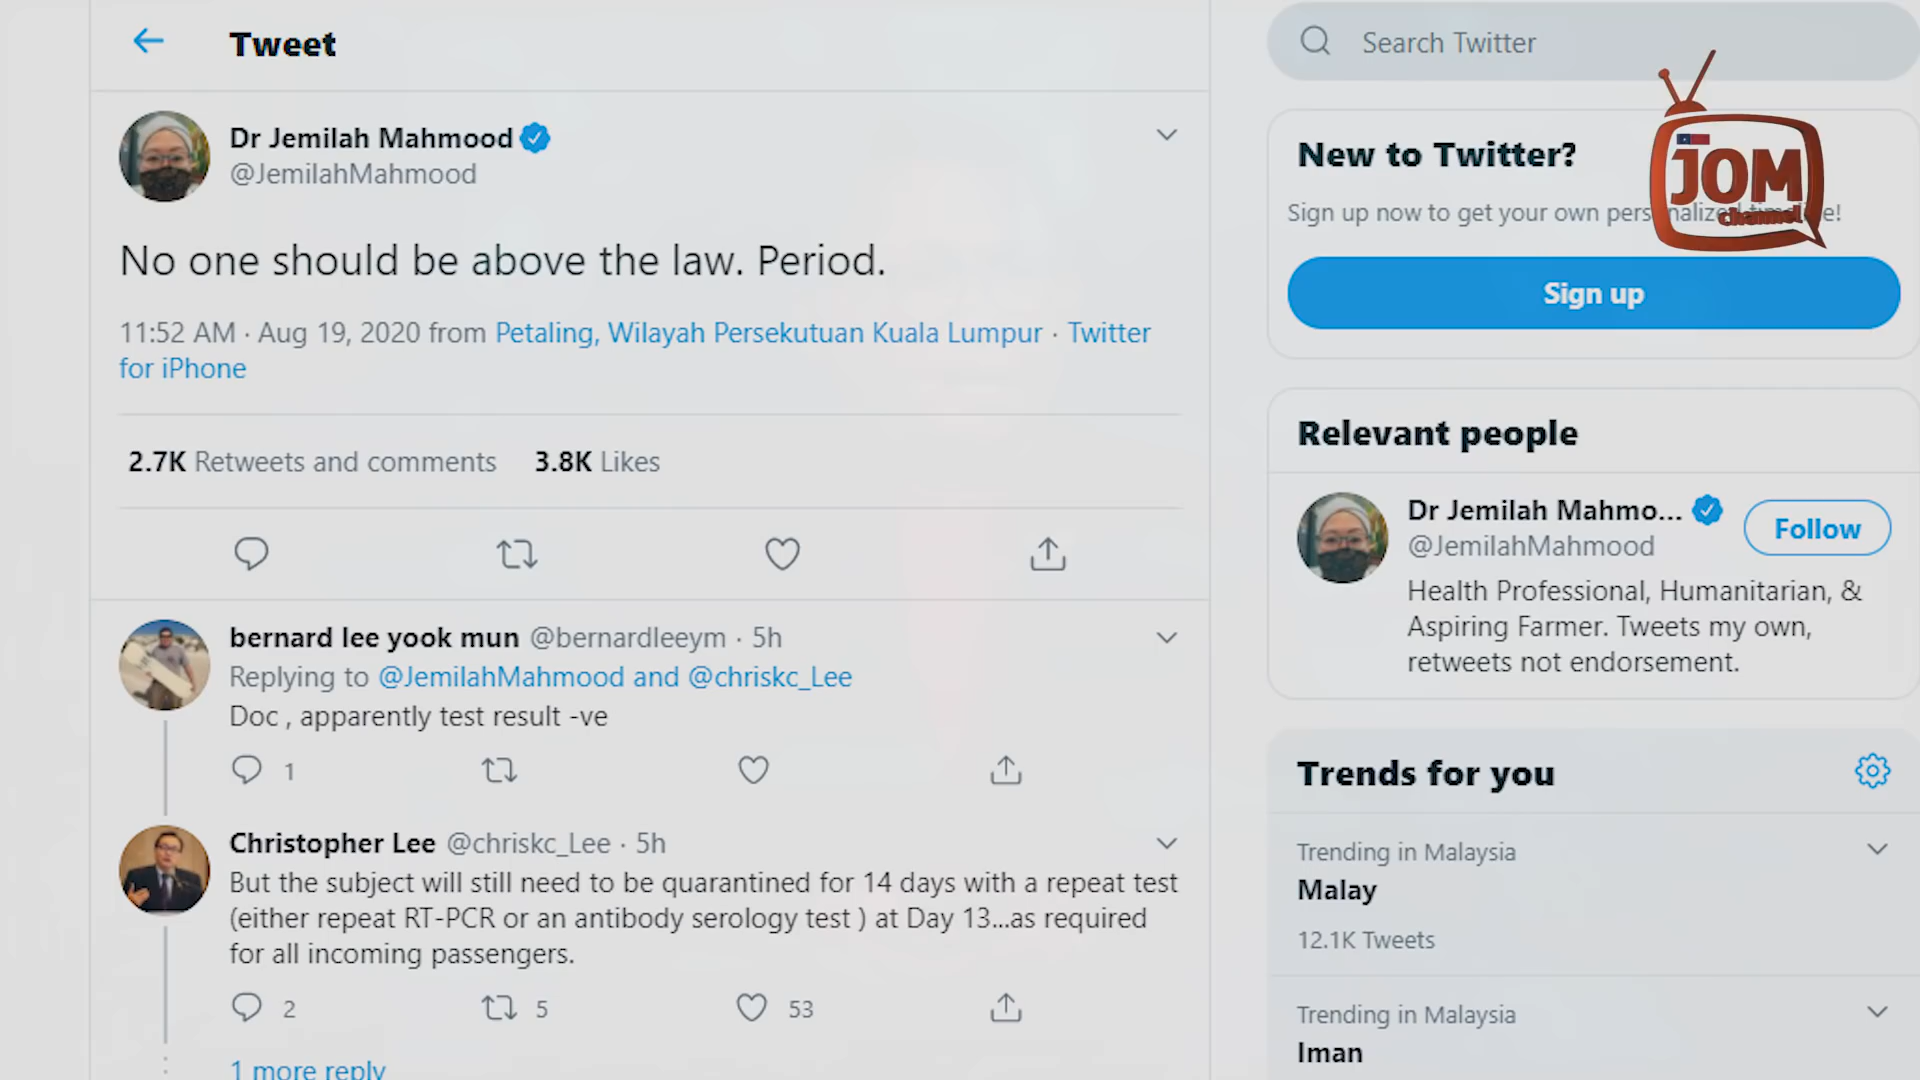 Tweet
Dr Jemilah Mahmood
@JemilahMahmood
No one should be above the law. Period.
11:52 AM · Aug 19, 2020 from Petaling, Wilayah Persekutuan Kuala Lumpur · Twitter
for iPhone
2.7K Retweets and comments 3.8K Likes
bernard lee yook mun @bernardleeym · 5h
Replying to @JemilahMahmood and @chriskc_Lee
Doc , apparently test result -ve
1
Christopher Lee @chriskc_Lee · 5h
But the subject will still need to be quarantined for 14 days with a repeat test
(either repeat RT-PCR or an antibody serology test ) at Day 13...as required
for all incoming passengers.
2 5 53
1 more reply
Search Twitter
New to Twitter?
Sign up now to get your own personalized timeline!
Sign up
JOM
channel
Relevant people
Dr Jemilah Mahmo...
@JemilahMahmood
Follow
Health Professional, Humanitarian, &
Aspiring Farmer. Tweets my own,
retweets not endorsement.
Trends for you
Trending in Malaysia
Malay
12.1K Tweets
Trending in Malaysia
Iman